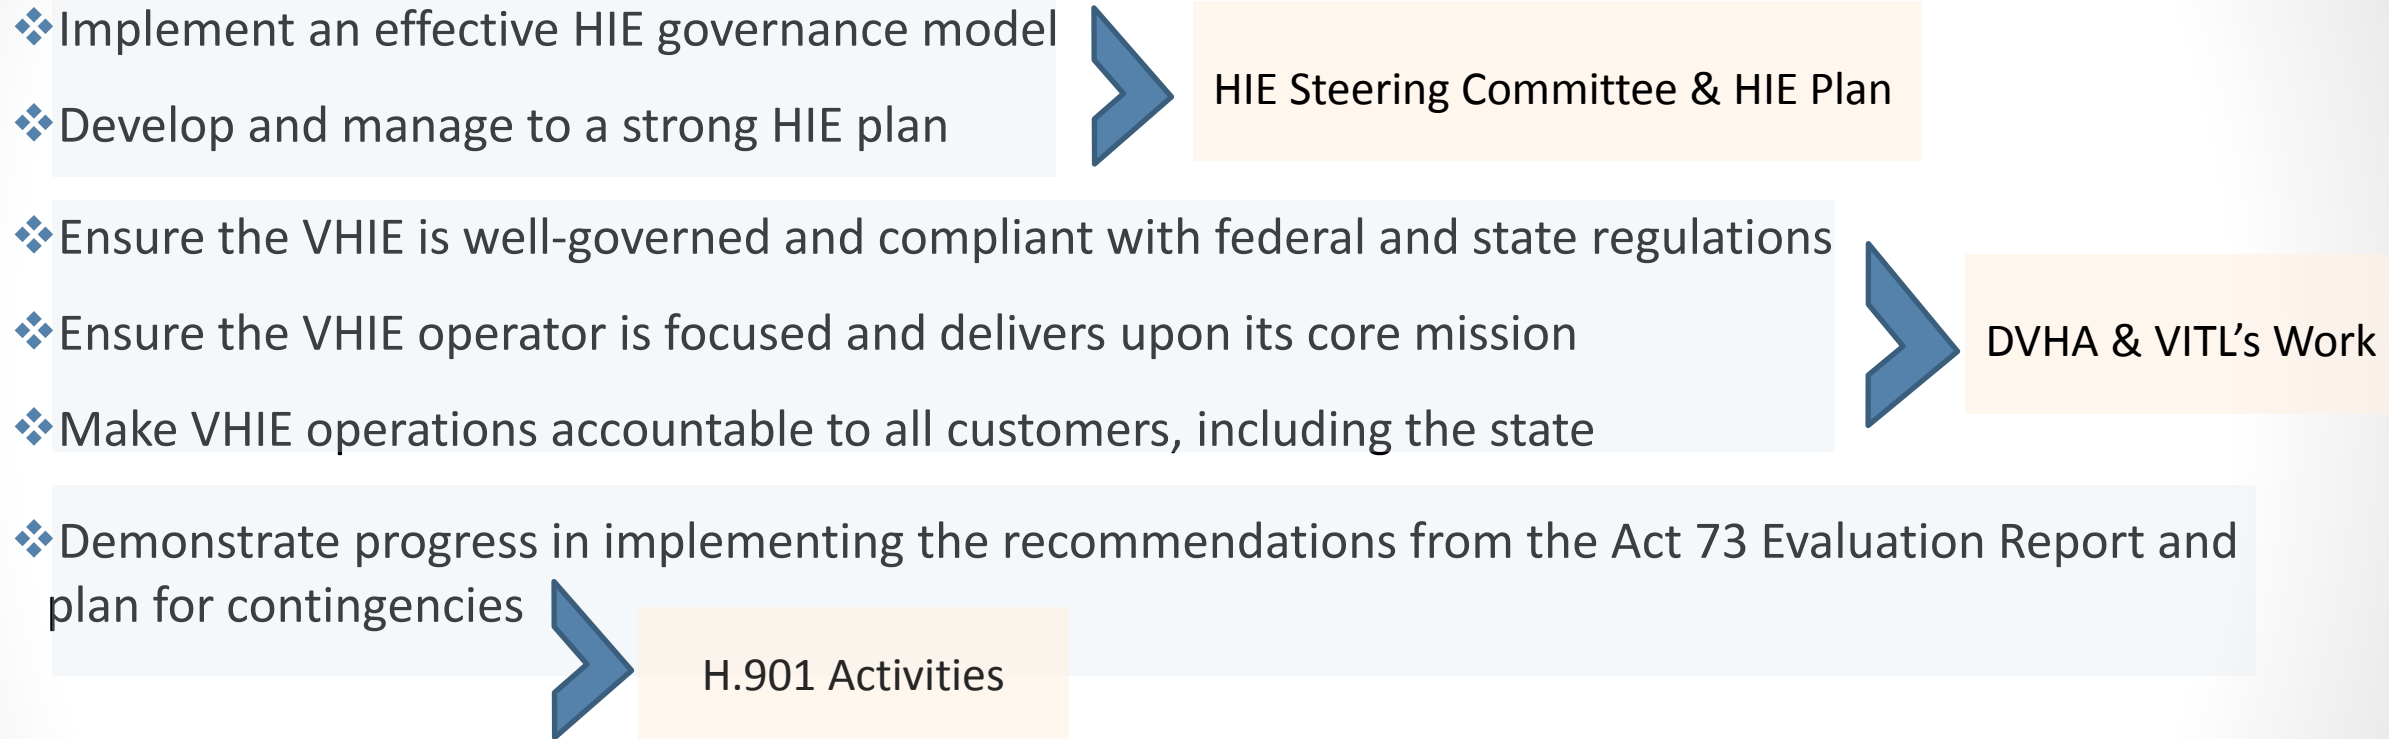 ❖Implement an effective HIE governance model
❖Develop and manage to a strong HIE plan
HIE Steering Committee & HIE Plan
❖Ensure the VHIE is well-governed and compliant with federal and state regulations
❖Ensure the VHIE operator is focused and delivers upon its core mission
❖Make VHIE operations accountable to all customers, including the state
DVHA & VITL’s Work
❖Demonstrate progress in implementing the recommendations from the Act 73 Evaluation Report and
plan for contingencies
H.901 Activities